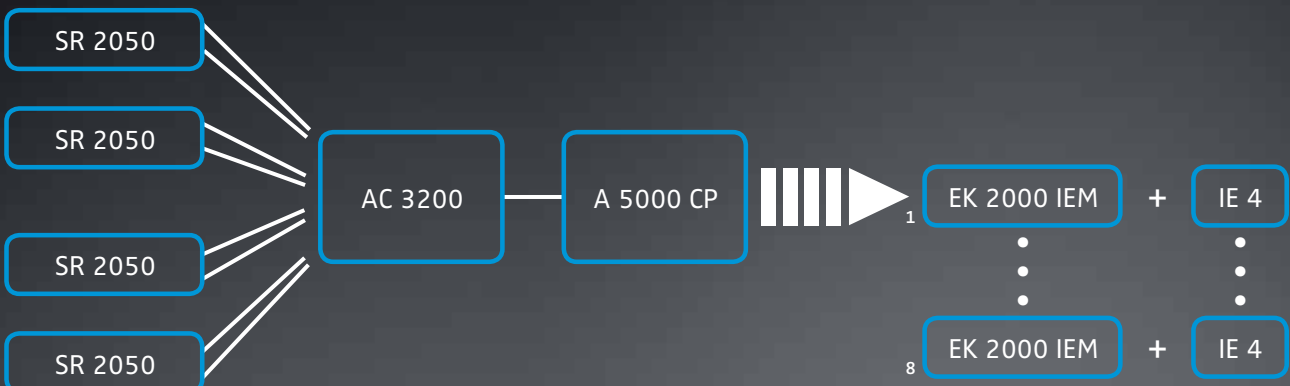 SR 2050
SR 2050
SR 2050
SR 2050
AC 3200
A 5000 CP
1
EK 2000 IEM
+
IE 4
8
EK 2000 IEM
+
IE 4